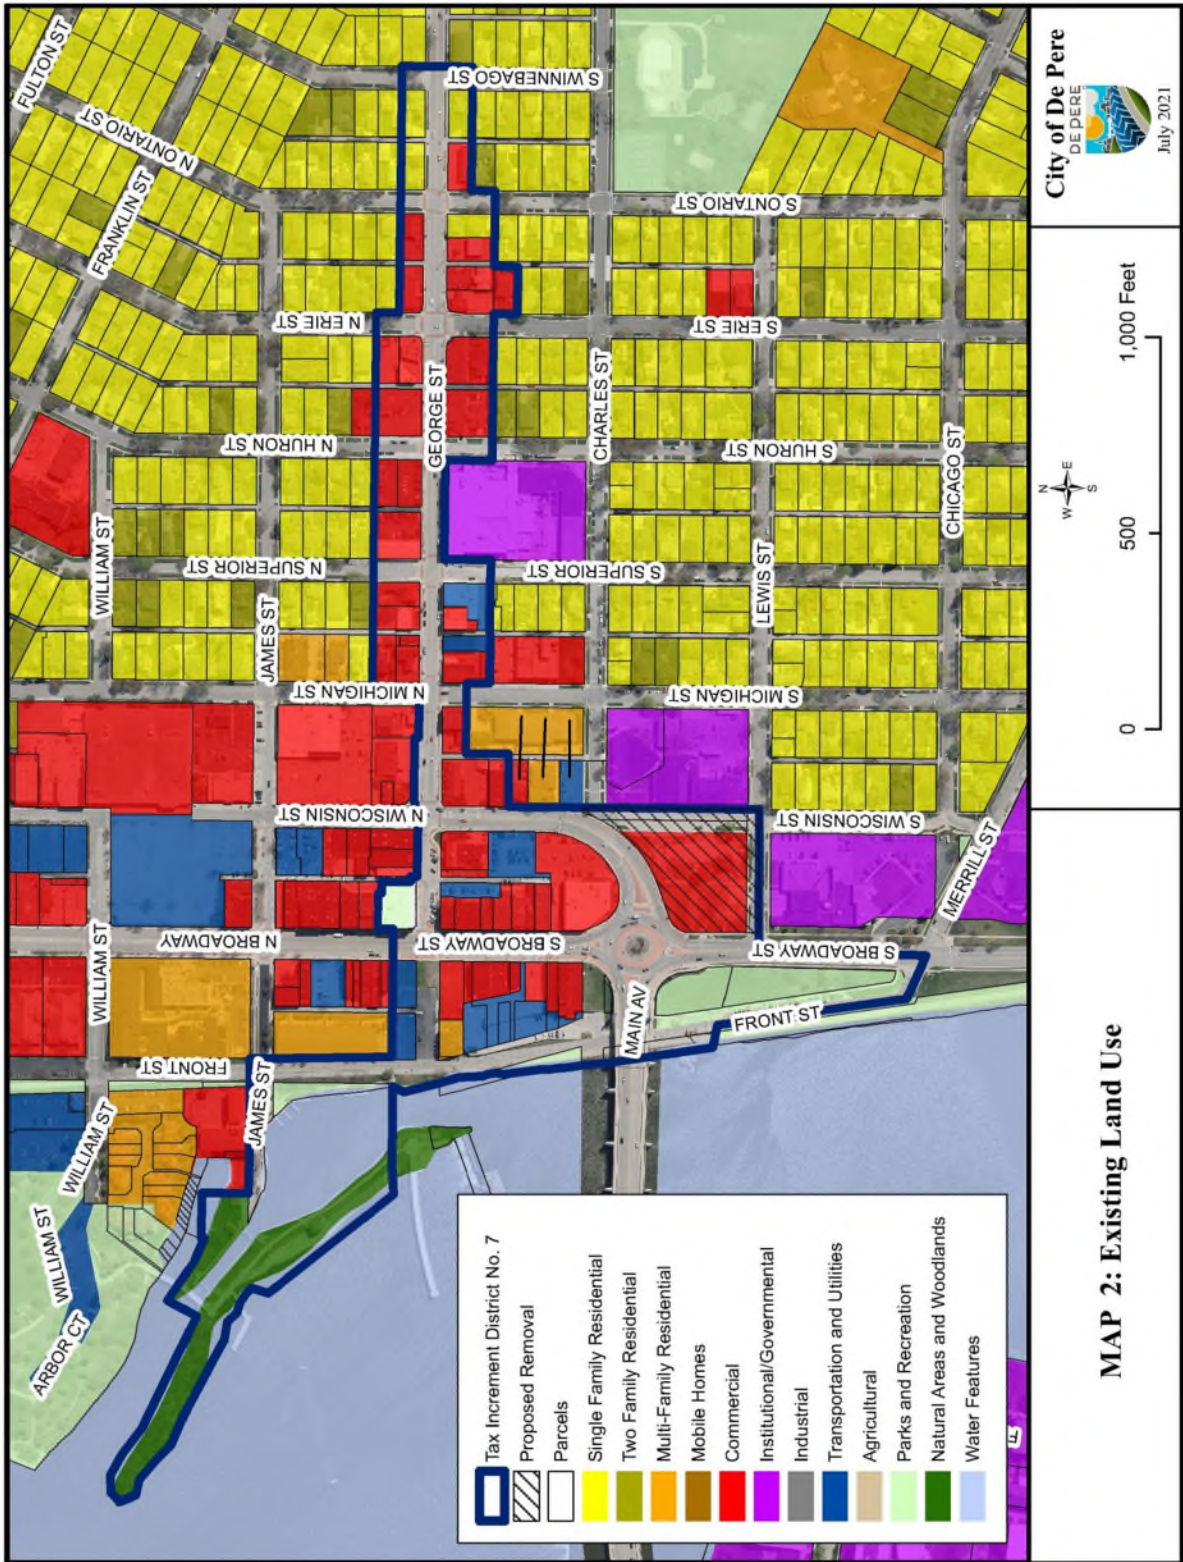 FULTON ST
N ONTARIO ST
FRANKLIN ST
S WINNEBAGO ST
S ONTARIO ST
N ERIE ST
S ERIE ST
GEORGE ST
CHARLES ST
N HURON ST
S HURON ST
CHICAGO ST
WILLIAM ST
N SUPERIOR ST
S SUPERIOR ST
LEWIS ST
JAMES ST
N MICHIGAN ST
S MICHIGAN ST
N WISCONSIN ST
S WISCONSIN ST
MERRILL ST
WILLIAM ST
N BROADWAY
S BROADWAY ST
S BROADWAY ST
S BROADWAY ST
MAIN AV
FRONT ST
FRONT ST
JAMES ST
WILLIAM ST
WILLIAM ST
ARBOR CT
Tax Increment District No. 7
Proposed Removal
Parcels
Single Family Residential
Two Family Residential
Multi-Family Residential
Mobile Homes
Commercial
Institutional/Governmental
Industrial
Transportation and Utilities
Agricultural
Parks and Recreation
Natural Areas and Woodlands
Water Features
MAP 2: Existing Land Use
N
W E
S
0 500 1,000 Feet
City of De Pere
DE PERE
July 2021